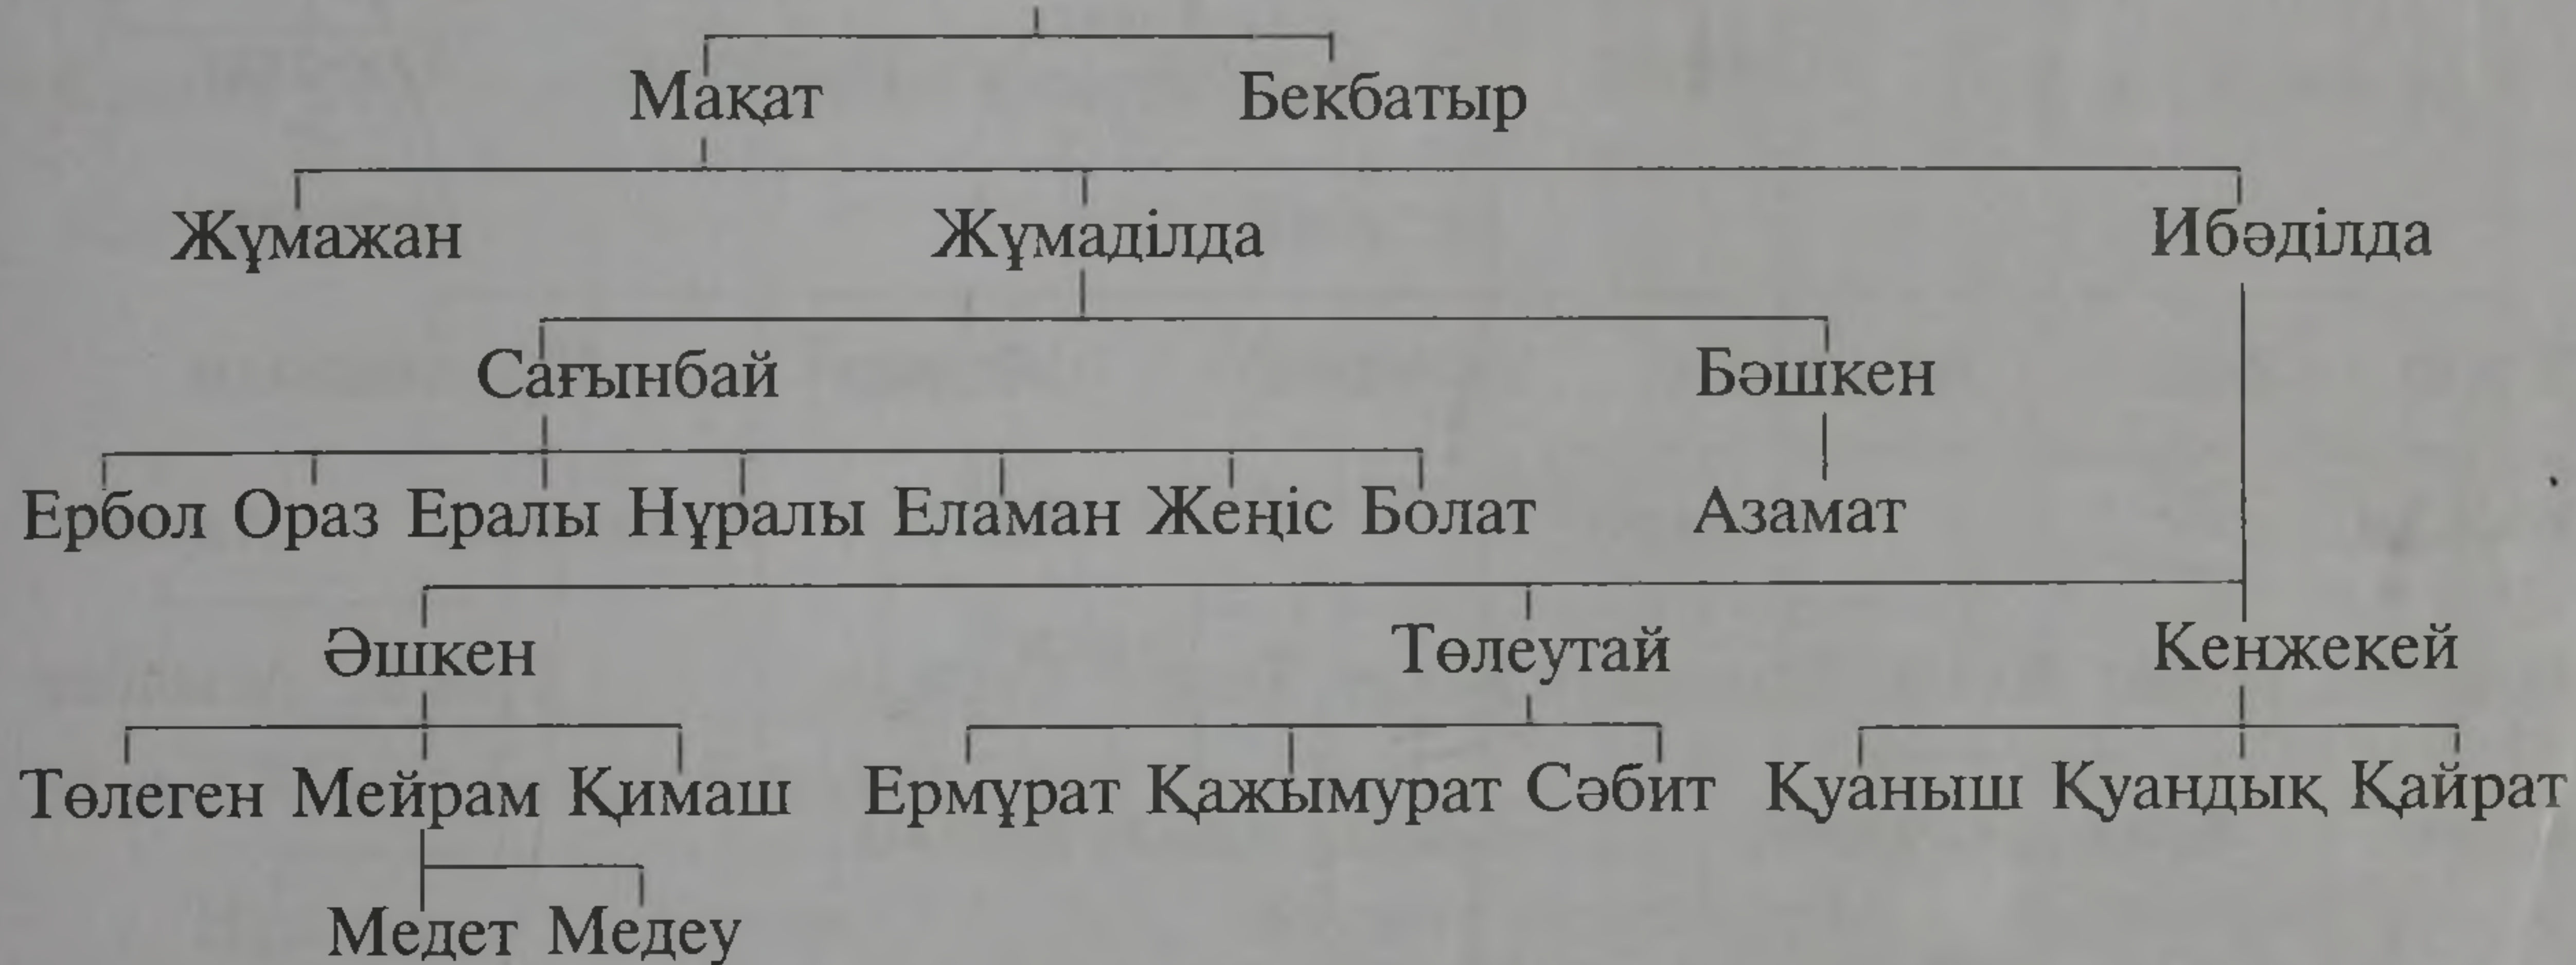 Мақат Бекбатыр
Жұмажан Жұмаділда Ибәділда
Сағынбай Бәшкен
Ербол Ораз Ералы Нұралы Еламан Жеңіс Болат Азамат
Әшкен Төлеутай Кенжекей
Төлеген Мейрам Қимаш Ермұрат Қажымурат Сәбит Қуаныш Қуандық Қайрат
Медет Медеу